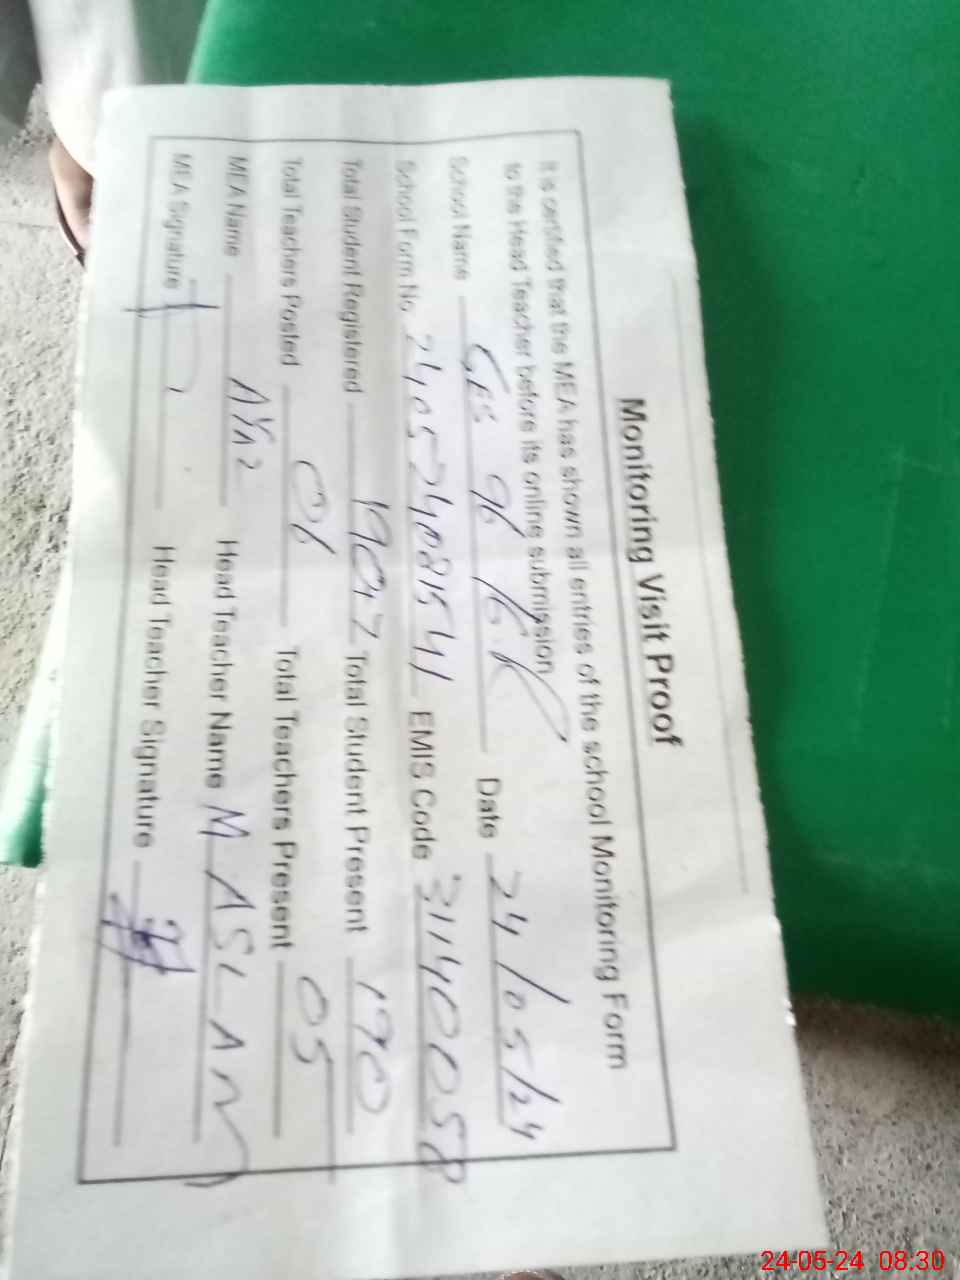 Monitoring Visit Proof
It is certified that the MEA has shown all entries of the school Monitoring Form
to the Head Teacher before its online submission
School Name GES 96 15 Date 24/05/24
School Form No. 240524081541 EMIS Code 31140058
Total Student Registered Total Student Present 190
Total Teachers Posted 06 Total Teachers Present 05
MEA Name Head Teacher Name M ASLAM
MEA Signature Head Teacher Signature
24-05-24 08:30